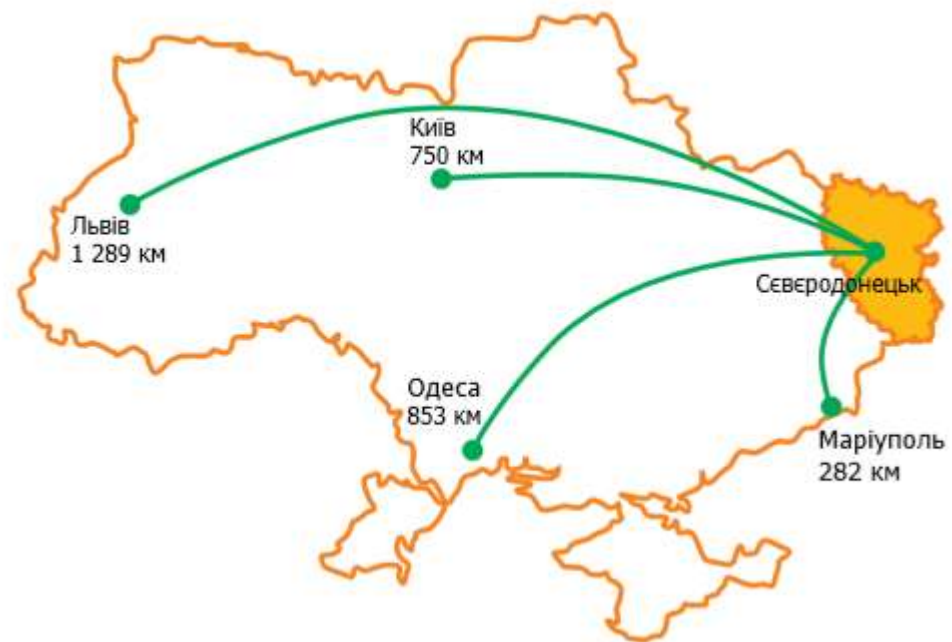 Київ
750 км
Львів
1 289 км
Сєвєродонецьк
Одеса
853 км
Маріуполь
282 км